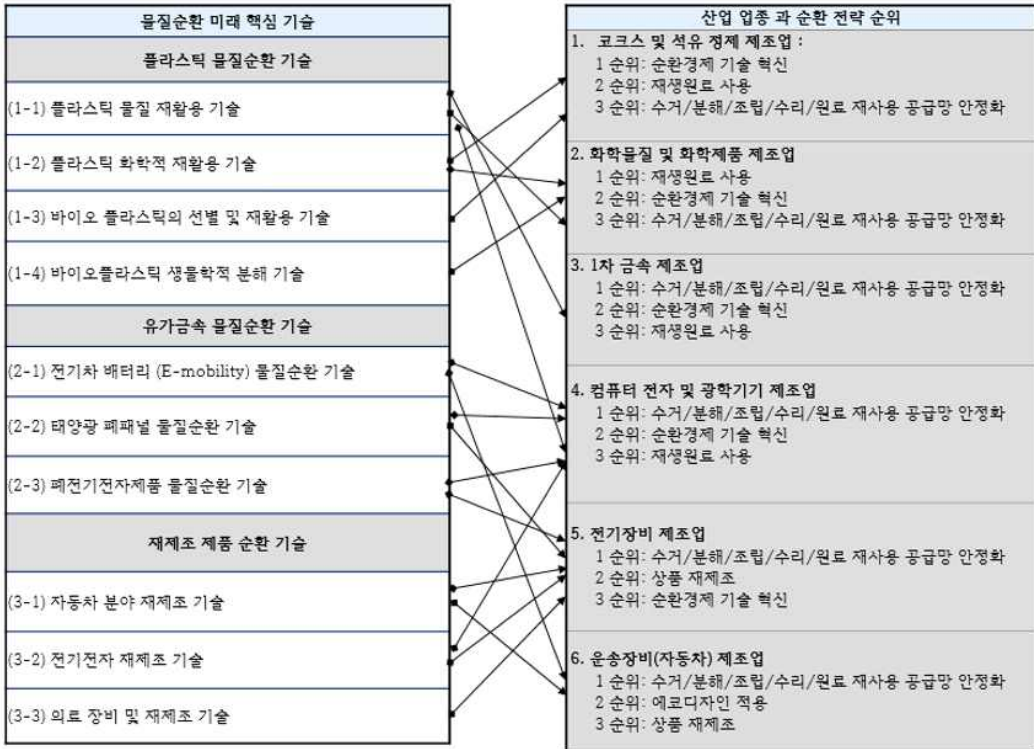 물질순환 미래 핵심 기술
플라스틱 물질순환 기술
(1-1) 플라스틱 물질 재활용 기술
(1-2) 플라스틱 화학적 재활용 기술
(1-3) 바이오 플라스틱의 선별 및 재활용 기술
(1-4) 바이오플라스틱 생물학적 분해 기술
유가금속 물질순환 기술
(2-1) 전기차 배터리 (E-mobility) 물질순환 기술
(2-2) 태양광 폐패널 물질순환 기술
(2-3) 폐전기전자제품 물질순환 기술
재제조 제품 순환 기술
(3-1) 자동차 분야 재제조 기술
(3-2) 전기전자 재제조 기술
(3-3) 의료 장비 및 재제조 기술
산업 업종 과 순환 전략 순위
1. 코크스 및 석유 정제 제조업 :
1 순위: 순환경제 기술 혁신
2 순위: 재생원료 사용
3 순위: 수거/분해/조립/수리/원료 재사용 공급망 안정화
2. 화학물질 및 화학제품 제조업
1 순위: 재생원료 사용
2 순위: 순환경제 기술 혁신
3 순위: 수거/분해/조립/수리/원료 재사용 공급망 안정화
3. 1차 금속 제조업
1 순위: 수거/분해/조립/수리/원료 재사용 공급망 안정화
2 순위: 순환경제 기술 혁신
3 순위: 재생원료 사용
4. 컴퓨터 전자 및 광학기기 제조업
1 순위: 수거/분해/조립/수리/원료 재사용 공급망 안정화
2 순위: 순환경제 기술 혁신
3 순위: 재생원료 사용
5. 전기장비 제조업
1 순위: 수거/분해/조립/수리/원료 재사용 공급망 안정화
2 순위: 상품 재제조
3 순위: 순환경제 기술 혁신
6. 운송장비(자동차) 제조업
1 순위: 수거/분해/조립/수리/원료 재사용 공급망 안정화
2 순위: 에코디자인 적용
3 순위: 상품 재제조